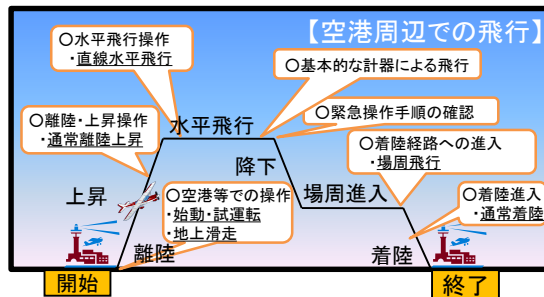 【空港周辺での飛行】
○水平飛行操作
・直線水平飛行
○基本的な計器による飛行
○離陸・上昇操作
・通常離陸上昇
水平飛行
○緊急操作手順の確認
降下
○着陸経路への進入
・場周飛行
上昇
○空港等での操作
・始動・試運転
・地上滑走
場周進入
○着陸進入
・通常着陸
離陸
着陸
開始
終了